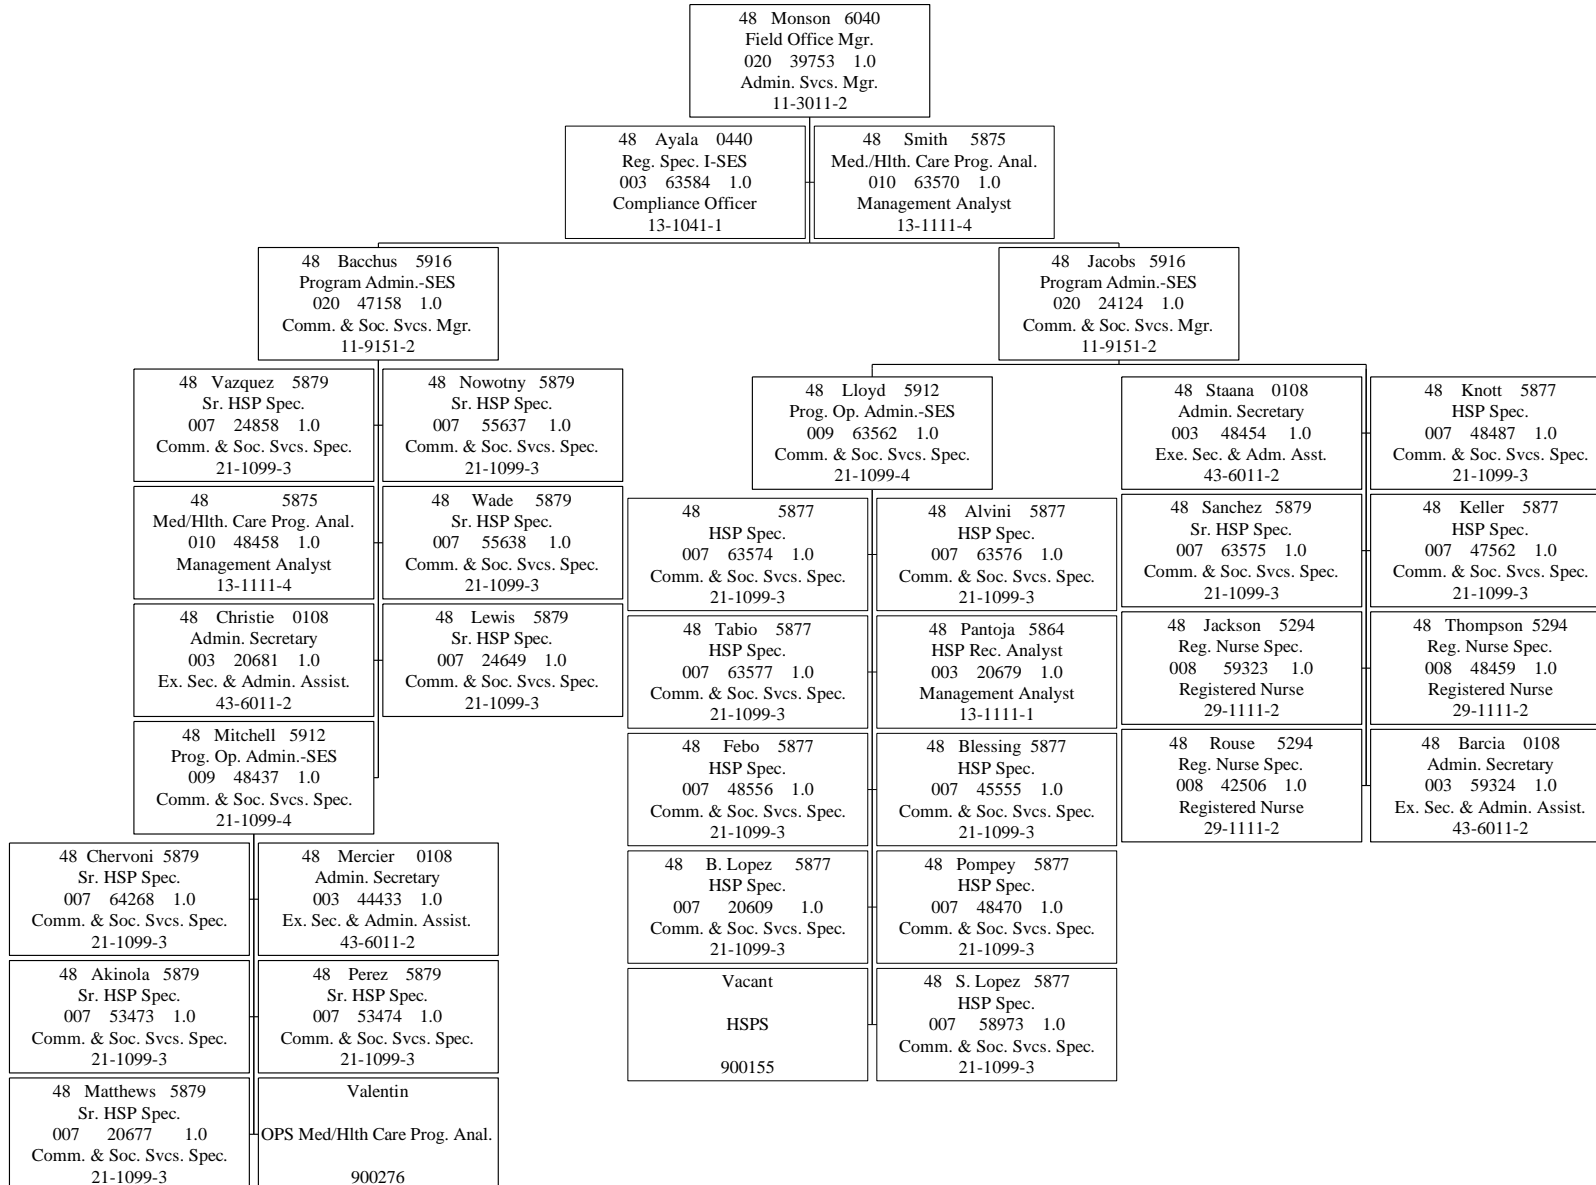 48 Monson 6040
Field Office Mgr.
020 39753 1.0
Admin. Svcs. Mgr.
11-3011-2
48 Ayala 0440
Reg. Spec. I-SES
003 63584 1.0
Compliance Officer
13-1041-1
48 Smith 5875
Med./Hlth. Care Prog. Anal.
010 63570 1.0
Management Analyst
13-1111-4
48 Bacchus 5916
Program Admin.-SES
020 47158 1.0
Comm. & Soc. Svcs. Mgr.
11-9151-2
48 Jacobs 5916
Program Admin.-SES
020 24124 1.0
Comm. & Soc. Svcs. Mgr.
11-9151-2
48 Vazquez 5879
Sr. HSP Spec.
007 24858 1.0
Comm. & Soc. Svcs. Spec.
21-1099-3
48 Nowotny 5879
Sr. HSP Spec.
007 55637 1.0
Comm. & Soc. Svcs. Spec.
21-1099-3
48 5875
Med/Hlth. Care Prog. Anal.
010 48458 1.0
Management Analyst
13-1111-4
48 Wade 5879
Sr. HSP Spec.
007 55638 1.0
Comm. & Soc. Svcs. Spec.
21-1099-3
48 Christie 0108
Admin. Secretary
003 20681 1.0
Ex. Sec. & Admin. Assist.
43-6011-2
48 Lewis 5879
Sr. HSP Spec.
007 24649 1.0
Comm. & Soc. Svcs. Spec.
21-1099-3
48 Mitchell 5912
Prog. Op. Admin.-SES
009 48437 1.0
Comm. & Soc. Svcs. Spec.
21-1099-4
48 Chervoni 5879
Sr. HSP Spec.
007 64268 1.0
Comm. & Soc. Svcs. Spec.
21-1099-3
48 Mercier 0108
Admin. Secretary
003 44433 1.0
Ex. Sec. & Admin. Assist.
43-6011-2
48 Akinola 5879
Sr. HSP Spec.
007 53473 1.0
Comm. & Soc. Svcs. Spec.
21-1099-3
48 Perez 5879
Sr. HSP Spec.
007 53474 1.0
Comm. & Soc. Svcs. Spec.
21-1099-3
48 Matthews 5879
Sr. HSP Spec.
007 20677 1.0
Comm. & Soc. Svcs. Spec.
21-1099-3
Valentin
OPS Med/Hlth Care Prog. Anal.
900276
48 Lloyd 5912
Prog. Op. Admin.-SES
009 63562 1.0
Comm. & Soc. Svcs. Spec.
21-1099-4
48 5877
HSP Spec.
007 63574 1.0
Comm. & Soc. Svcs. Spec.
21-1099-3
48 Alvini 5877
HSP Spec.
007 63576 1.0
Comm. & Soc. Svcs. Spec.
21-1099-3
48 Tabio 5877
HSP Spec.
007 63577 1.0
Comm. & Soc. Svcs. Spec.
21-1099-3
48 Pantoja 5864
HSP Rec. Analyst
003 20679 1.0
Management Analyst
13-1111-1
48 Febo 5877
HSP Spec.
007 48556 1.0
Comm. & Soc. Svcs. Spec.
21-1099-3
48 Blessing 5877
HSP Spec.
007 45555 1.0
Comm. & Soc. Svcs. Spec.
21-1099-3
48 B. Lopez 5877
HSP Spec.
007 20609 1.0
Comm. & Soc. Svcs. Spec.
21-1099-3
48 Pompey 5877
HSP Spec.
007 48470 1.0
Comm. & Soc. Svcs. Spec.
21-1099-3
Vacant
HSPS
900155
48 S. Lopez 5877
HSP Spec.
007 58973 1.0
Comm. & Soc. Svcs. Spec.
21-1099-3
48 Staana 0108
Admin. Secretary
003 48454 1.0
Exe. Sec. & Adm. Asst.
43-6011-2
48 Knott 5877
HSP Spec.
007 48487 1.0
Comm. & Soc. Svcs. Spec.
21-1099-3
48 Sanchez 5879
Sr. HSP Spec.
007 63575 1.0
Comm. & Soc. Svcs. Spec.
21-1099-3
48 Keller 5877
HSP Spec.
007 47562 1.0
Comm. & Soc. Svcs. Spec.
21-1099-3
48 Jackson 5294
Reg. Nurse Spec.
008 59323 1.0
Registered Nurse
29-1111-2
48 Thompson 5294
Reg. Nurse Spec.
008 48459 1.0
Registered Nurse
29-1111-2
48 Rouse 5294
Reg. Nurse Spec.
008 42506 1.0
Registered Nurse
29-1111-2
48 Barcia 0108
Admin. Secretary
003 59324 1.0
Ex. Sec. & Admin. Assist.
43-6011-2